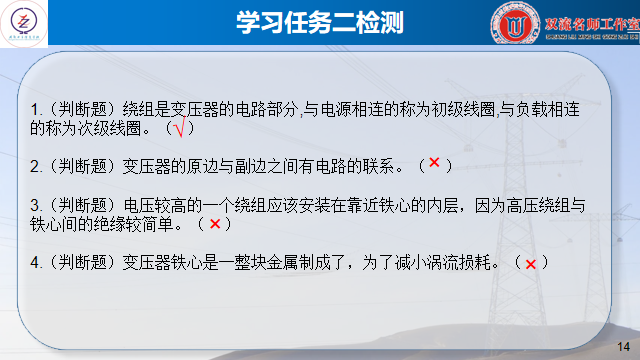 学习任务二检测
双流名师工作室
1.（判断题）绕组是变压器的电路部分,与电源相连的称为初级线圈,与负载相连
的称为次级线圈。（√）
2.（判断题）变压器的原边与副边之间有电路的联系。（×）
3.（判断题）电压较高的一个绕组应该安装在靠近铁心的内层，因为高压绕组与
铁心间的绝缘较简单。（×）
4.（判断题）变压器铁心是一整块金属制成了，为了减小涡流损耗。（×）
14